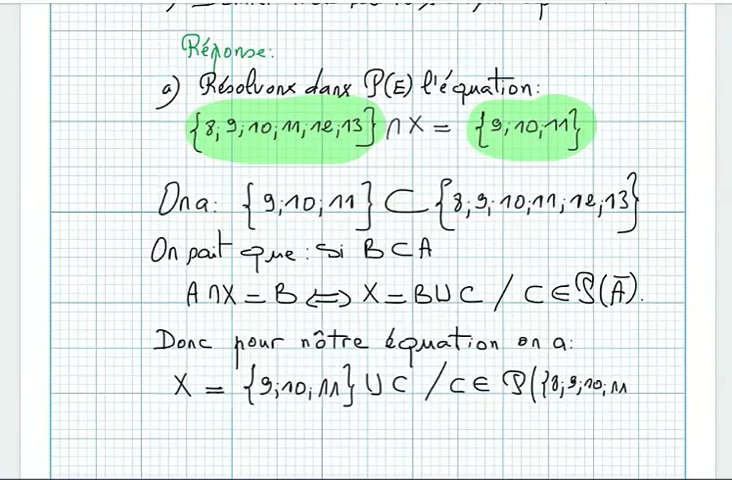 Réponse:
a) Résolvons dans P(E) l'équation:
{8;9;10;11;12;13} ∩ X = {9;10;11}
On a: {9;10;11} ⊂ {8;9;10;11;12;13}
On sait que: si B⊂A
A∩X = B ⟺ X = B∪C / C∈P(Ā).
Donc pour nôtre équation on a:
X = {9;10;11} ∪ C / C∈ P({8;9;10;11